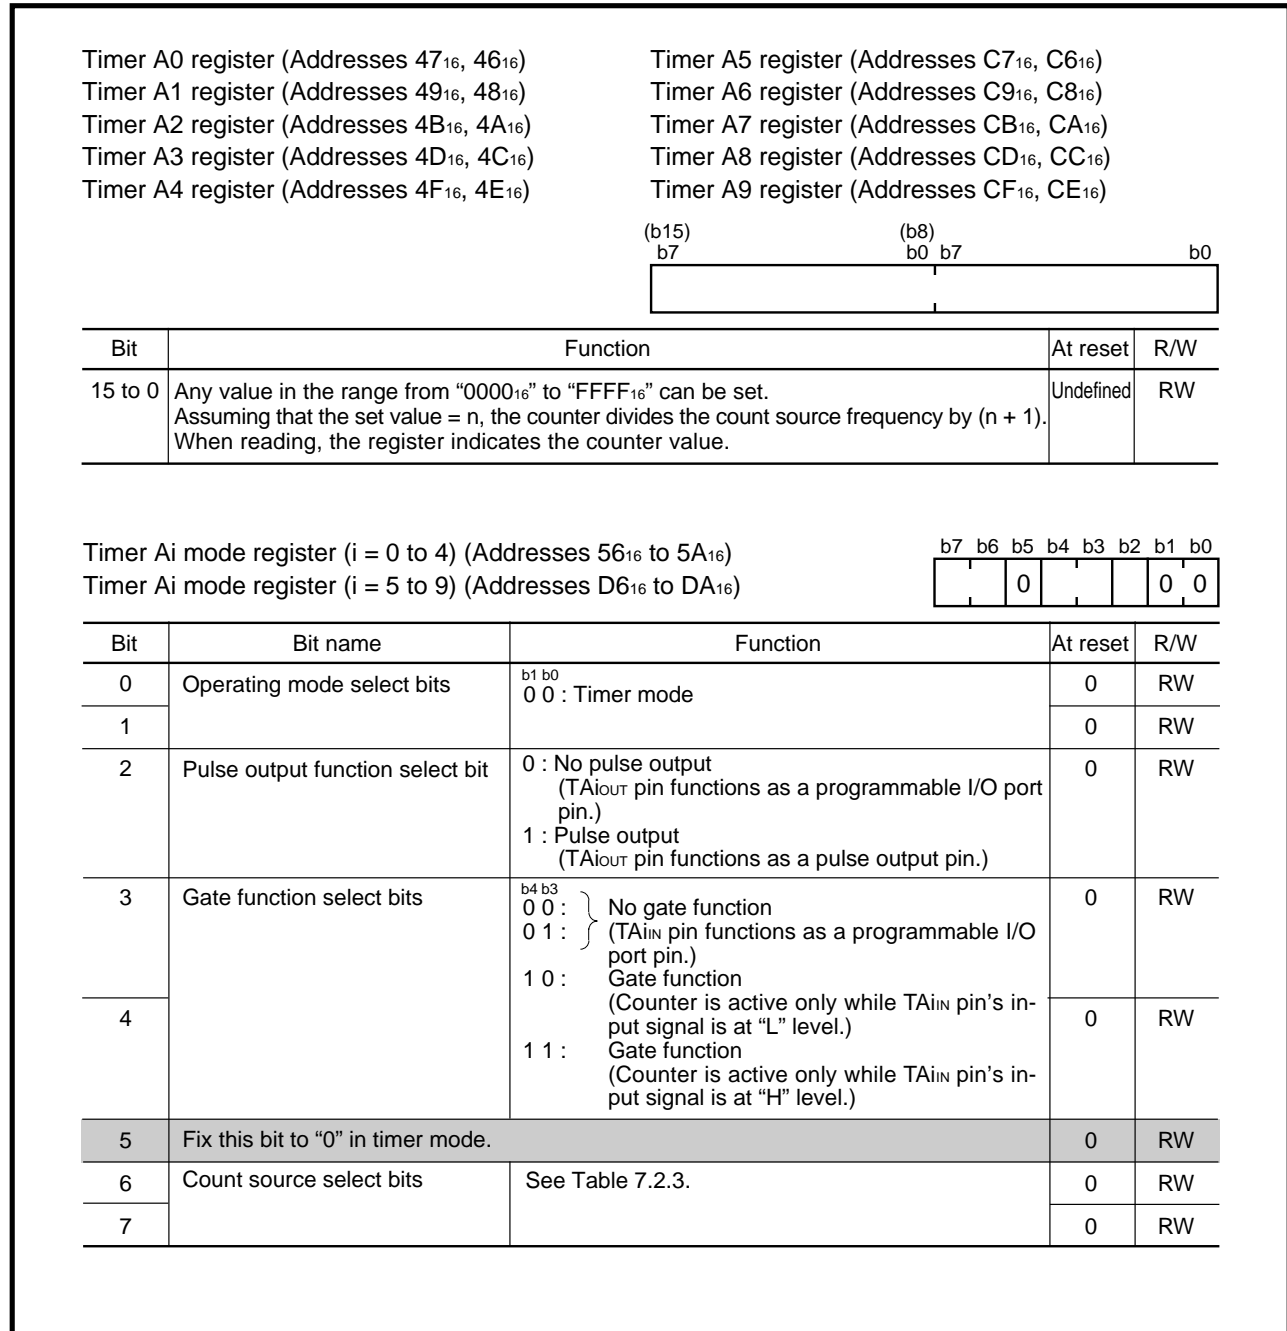 Timer A0 register (Addresses 47₁₆, 46₁₆)
Timer A1 register (Addresses 49₁₆, 48₁₆)
Timer A2 register (Addresses 4B₁₆, 4A₁₆)
Timer A3 register (Addresses 4D₁₆, 4C₁₆)
Timer A4 register (Addresses 4F₁₆, 4E₁₆)
Timer A5 register (Addresses C7₁₆, C6₁₆)
Timer A6 register (Addresses C9₁₆, C8₁₆)
Timer A7 register (Addresses CB₁₆, CA₁₆)
Timer A8 register (Addresses CD₁₆, CC₁₆)
Timer A9 register (Addresses CF₁₆, CE₁₆)
(b15) (b8)
b7 b0 b7 b0
Bit Function At reset R/W
15 to 0 Any value in the range from “0000₁₆” to “FFFF₁₆” can be set. Undefined RW
Assuming that the set value = n, the counter divides the count source frequency by (n + 1).
When reading, the register indicates the counter value.
Timer Ai mode register (i = 0 to 4) (Addresses 56₁₆ to 5A₁₆)
Timer Ai mode register (i = 5 to 9) (Addresses D6₁₆ to DA₁₆)
b7 b6 b5 b4 b3 b2 b1 b0
0 0 0
Bit Bit name Function At reset R/W
0 Operating mode select bits b1 b0 0 RW
0 0 : Timer mode
1 0 RW
2 Pulse output function select bit 0 : No pulse output 0 RW
(TAiOUT pin functions as a programmable I/O port
pin.)
1 : Pulse output
(TAiOUT pin functions as a pulse output pin.)
3 Gate function select bits b4 b3 0 RW
0 0 : No gate function
0 1 : (TAiIN pin functions as a programmable I/O
port pin.)
1 0 : Gate function
(Counter is active only while TAiIN pin's in-
4 put signal is at “L” level.) 0 RW
1 1 : Gate function
(Counter is active only while TAiIN pin's in-
put signal is at “H” level.)
5 Fix this bit to “0” in timer mode. 0 RW
6 Count source select bits See Table 7.2.3. 0 RW
7 0 RW